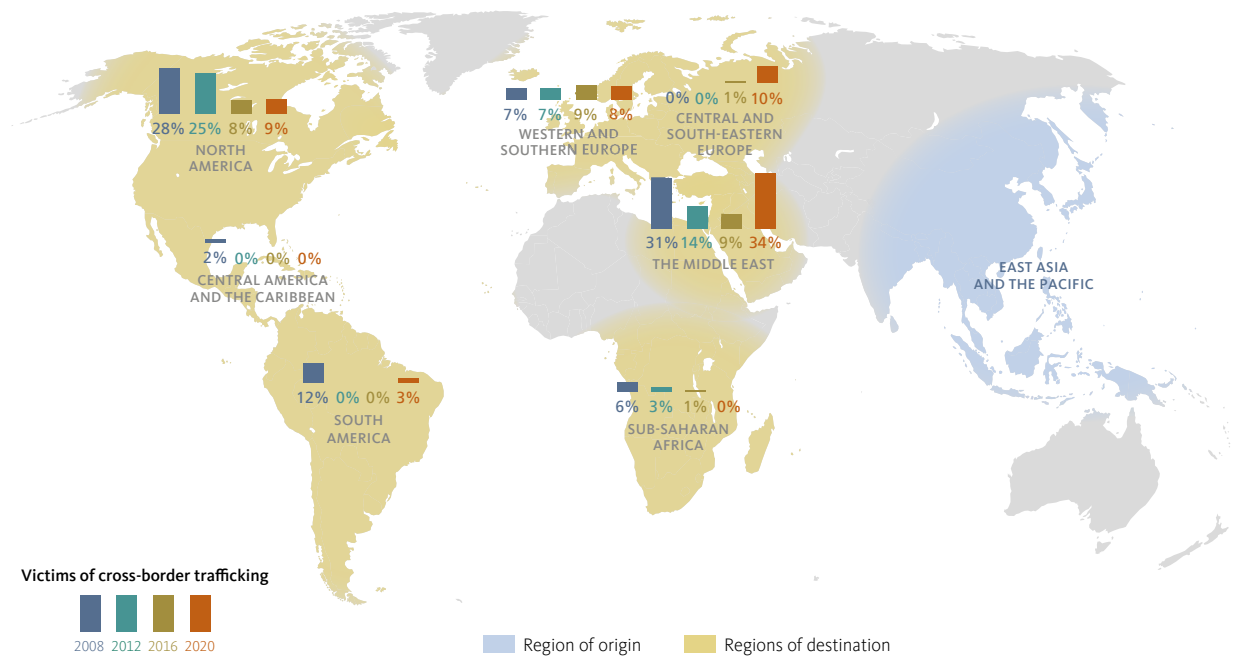 28% 25% 8% 9%
NORTH
AMERICA
7% 7% 9% 8%
WESTERN AND
SOUTHERN EUROPE
0% 0% 1% 10%
CENTRAL AND
SOUTH-EASTERN
EUROPE
31% 14% 9% 34%
THE MIDDLE EAST
2% 0% 0% 0%
CENTRAL AMERICA
AND THE CARIBBEAN
EAST ASIA
AND THE PACIFIC
12% 0% 0% 3%
SOUTH
AMERICA
6% 3% 1% 0%
SUB-SAHARAN
AFRICA
Victims of cross-border trafficking
2008 2012 2016 2020
Region of origin
Regions of destination